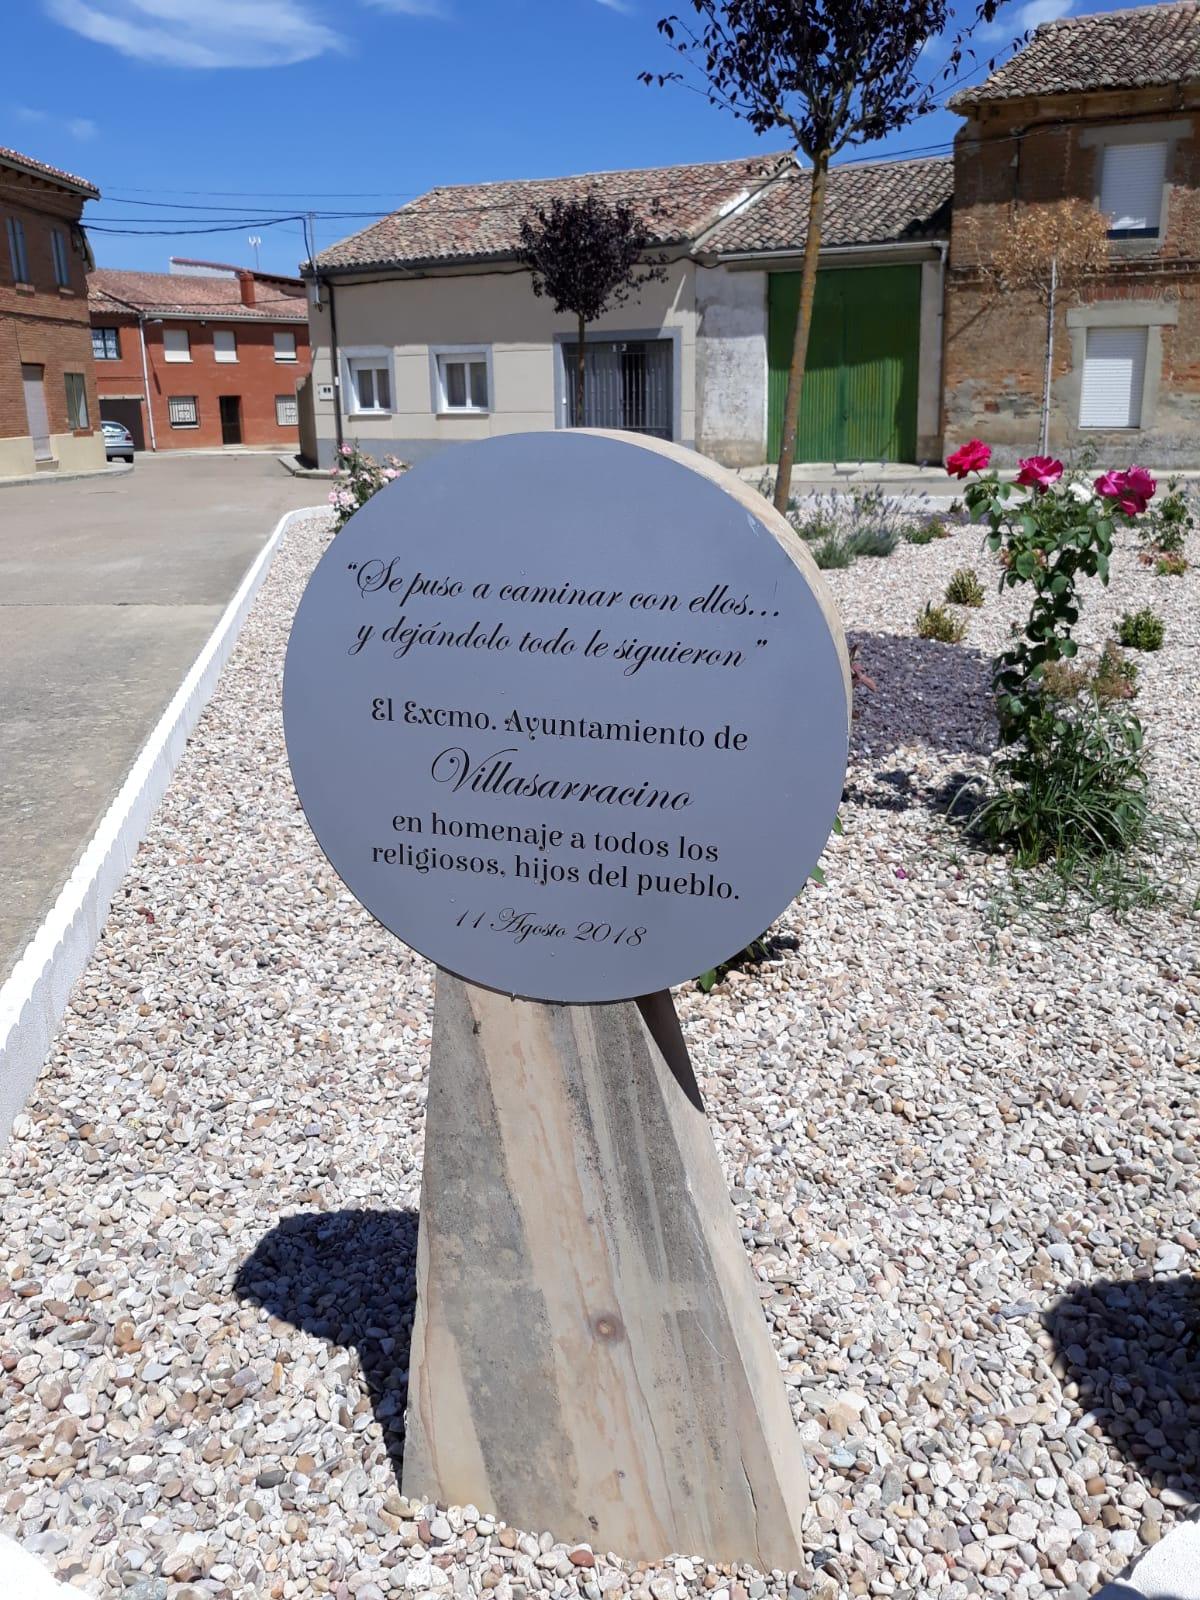 “Se puso a caminar con ellos...
y dejándolo todo le siguieron”
El Excmo. Ayuntamiento de
Villasarracino
en homenaje a todos los
religiosos, hijos del pueblo.
11 Agosto 2018